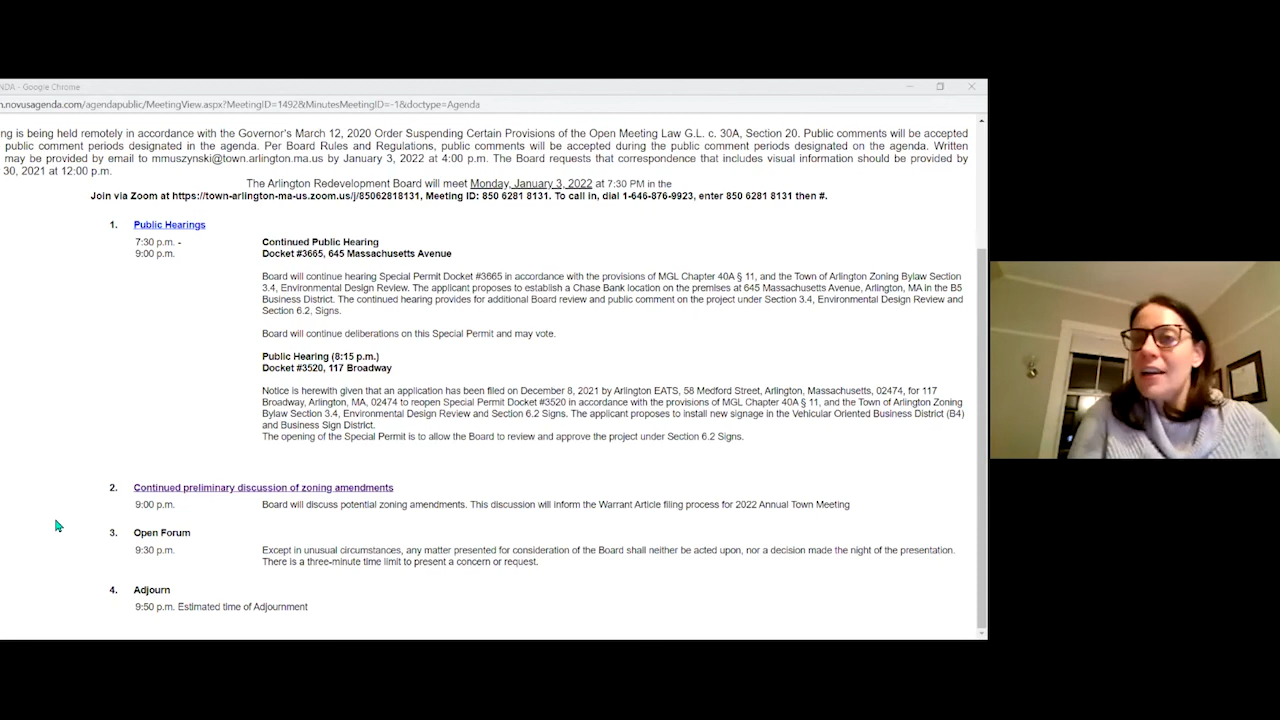 NDA - Google Chrome
n.novusagenda.com/agendapublic/MeetingView.aspx?MeetingID=1492&MinutesMeetingID=-1&doctype=Agenda
ng is being held remotely in accordance with the Governor's March 12, 2020 Order Suspending Certain Provisions of the Open Meeting Law G.L. c. 30A, Section 20. Public comments will be accepted
public comment periods designated in the agenda. Per Board Rules and Regulations, public comments will be accepted during the public comment periods designated on the agenda. Written
may be provided by email to mmuszynski@town.arlington.ma.us by January 3, 2022 at 4:00 p.m. The Board requests that correspondence that includes visual information should be provided by
30, 2021 at 12:00 p.m.
The Arlington Redevelopment Board will meet Monday, January 3, 2022 at 7:30 PM in the
Join via Zoom at https://town-arlington-ma-us.zoom.us/j/85062818131, Meeting ID: 850 6281 8131. To call in, dial 1-646-876-9923, enter 850 6281 8131 then #.
1. Public Hearings
7:30 p.m. - Continued Public Hearing
9:00 p.m. Docket #3665, 645 Massachusetts Avenue
Board will continue hearing Special Permit Docket #3665 in accordance with the provisions of MGL Chapter 40A § 11, and the Town of Arlington Zoning Bylaw Section
3.4, Environmental Design Review. The applicant proposes to establish a Chase Bank location on the premises at 645 Massachusetts Avenue, Arlington, MA in the B5
Business District. The continued hearing provides for additional Board review and public comment on the project under Section 3.4, Environmental Design Review and
Section 6.2, Signs.
Board will continue deliberations on this Special Permit and may vote.
Public Hearing (8:15 p.m.)
Docket #3520, 117 Broadway
Notice is herewith given that an application has been filed on December 8, 2021 by Arlington EATS, 58 Medford Street, Arlington, Massachusetts, 02474, for 117
Broadway, Arlington, MA, 02474 to reopen Special Permit Docket #3520 in accordance with the provisions of MGL Chapter 40A § 11, and the Town of Arlington Zoning
Bylaw Section 3.4, Environmental Design Review and Section 6.2 Signs. The applicant proposes to install new signage in the Vehicular Oriented Business District (B4)
and Business Sign District.
The opening of the Special Permit is to allow the Board to review and approve the project under Section 6.2 Signs.
2. Continued preliminary discussion of zoning amendments
9:00 p.m. Board will discuss potential zoning amendments. This discussion will inform the Warrant Article filing process for 2022 Annual Town Meeting
3. Open Forum
9:30 p.m. Except in unusual circumstances, any matter presented for consideration of the Board shall neither be acted upon, nor a decision made the night of the presentation.
There is a three-minute time limit to present a concern or request.
4. Adjourn
9:50 p.m. Estimated time of Adjournment